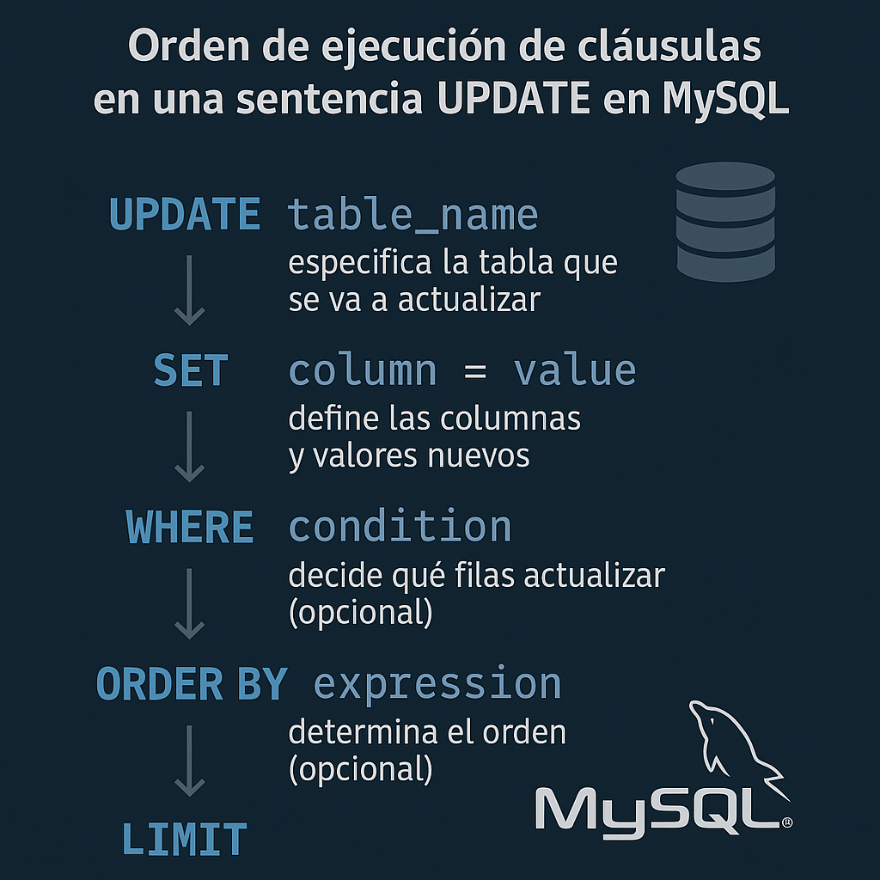 Orden de ejecución de cláusulas
en una sentencia UPDATE en MySQL
UPDATE table_name
especifica la tabla que
se va a actualizar
SET column = value
define las columnas
y valores nuevos
WHERE condition
decide qué filas actualizar
(opcional)
ORDER BY expression
determina el orden
(opcional)
LIMIT
MySQL®